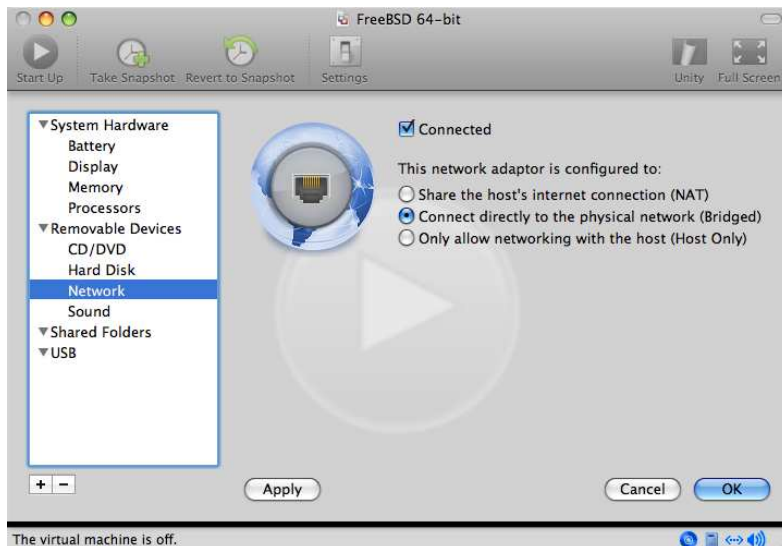 FreeBSD 64-bit
Start Up Take Snapshot Revert to Snapshot Settings Unity Full Screen
System Hardware
Battery
Display
Memory
Processors
Removable Devices
CD/DVD
Hard Disk
Network
Sound
Shared Folders
USB
Connected
This network adaptor is configured to:
Share the host's internet connection (NAT)
Connect directly to the physical network (Bridged)
Only allow networking with the host (Host Only)
+ −
Apply
Cancel
OK
The virtual machine is off.